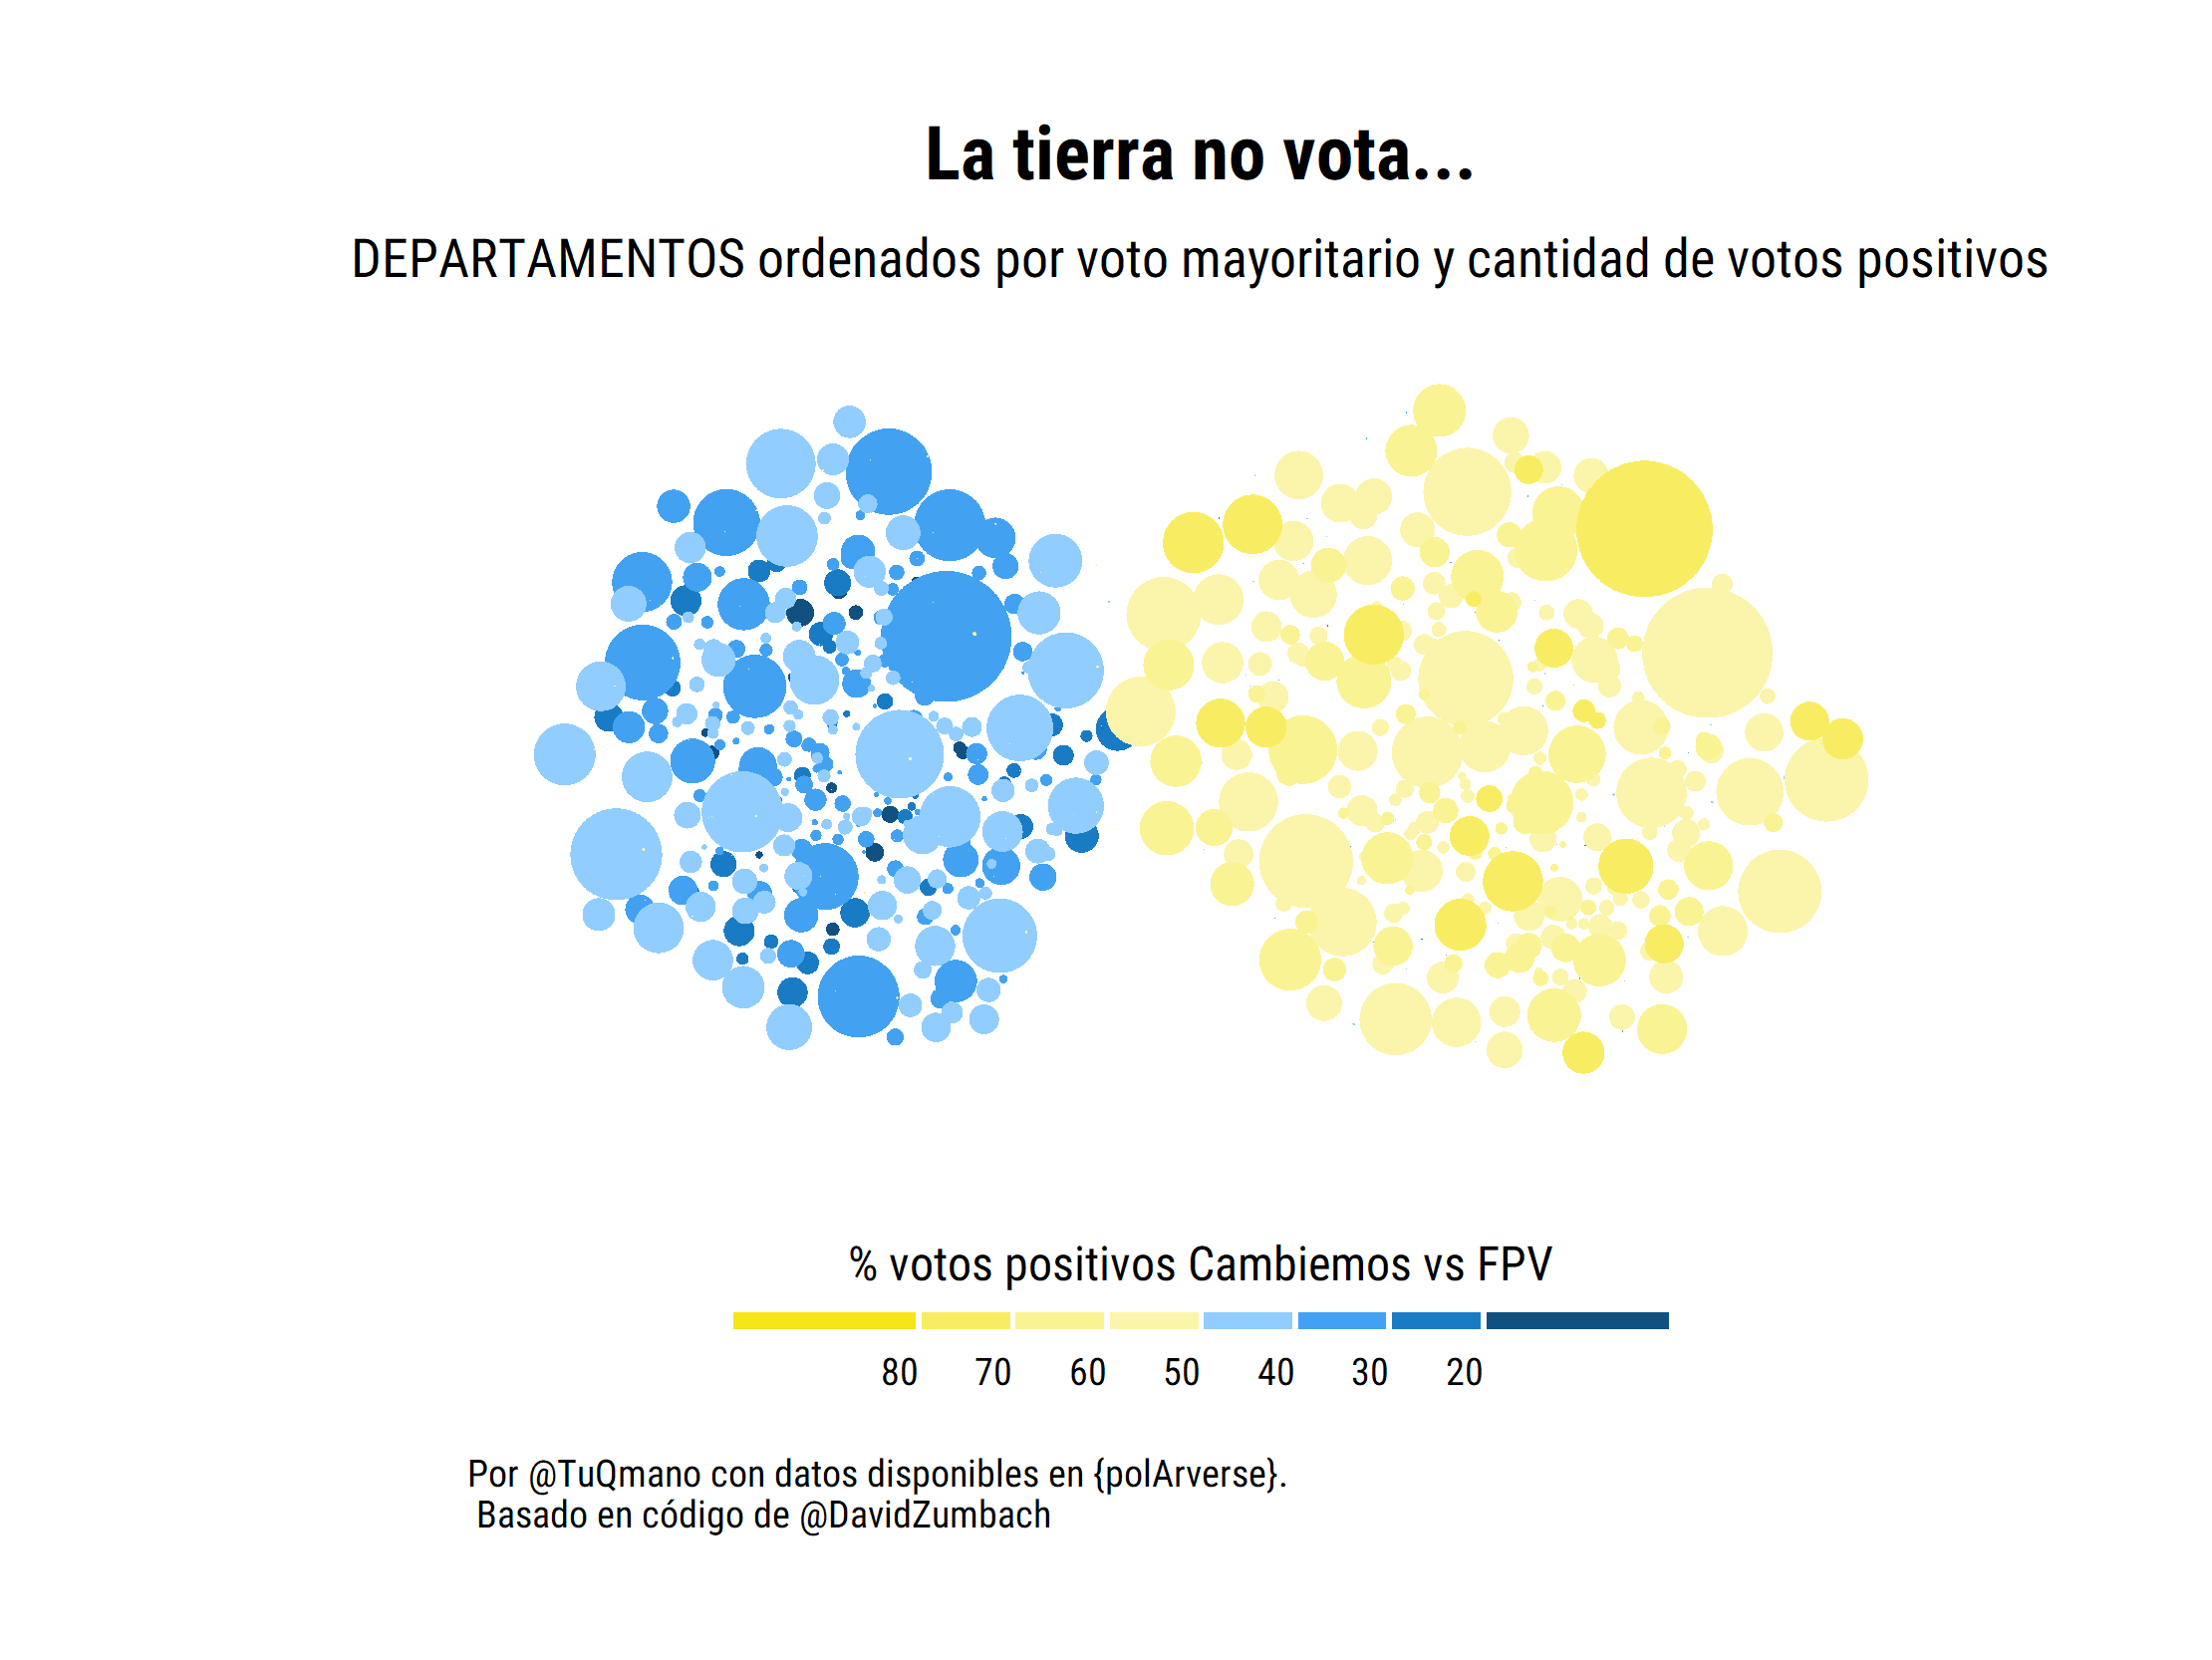 La tierra no vota...
DEPARTAMENTOS ordenados por voto mayoritario y cantidad de votos positivos
% votos positivos Cambiemos vs FPV
80 70 60 50 40 30 20
Por @TuQmano con datos disponibles en {polArverse}.
Basado en código de @DavidZumbach